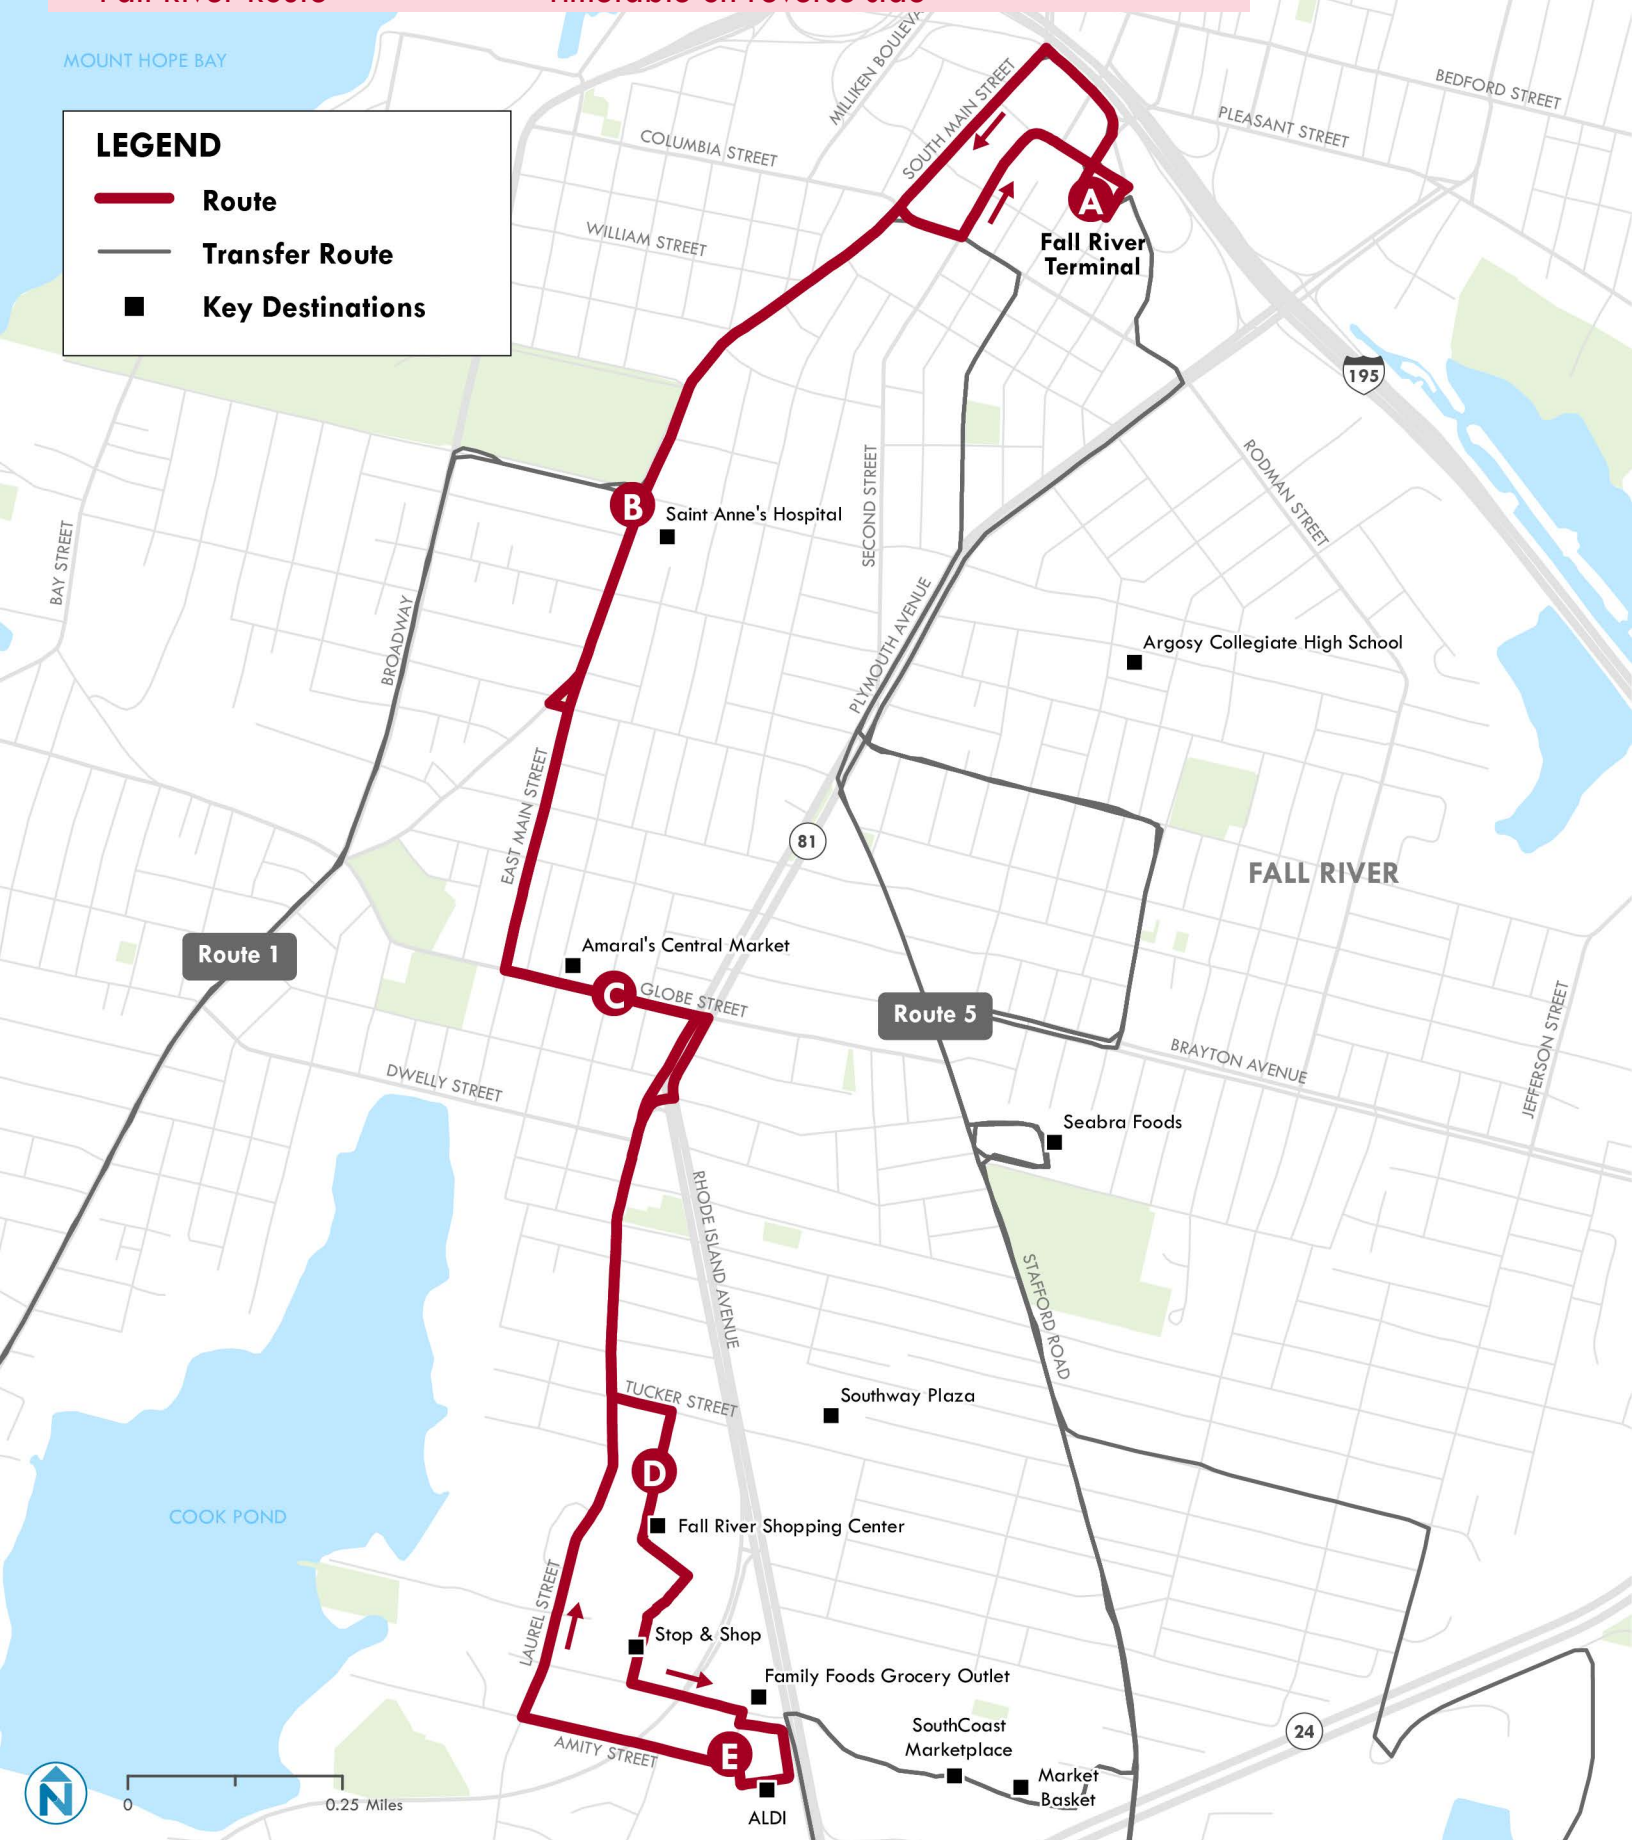 MOUNT HOPE BAY
LEGEND
Route
Transfer Route
Key Destinations
MILLIKEN BOULEVA
SOUTH MAIN STREET
COLUMBIA STREET
WILLIAM STREET
BEDFORD STREET
PLEASANT STREET
A
Fall River
Terminal
195
RODMAN STREET
B
Saint Anne's Hospital
SECOND STREET
BAY STREET
BROADWAY
PLYMOUTH AVENUE
Argosy Collegiate High School
EAST MAIN STREET
81
FALL RIVER
Route 1
Amaral's Central Market
C
GLOBE STREET
Route 5
BRAYTON AVENUE
JEFFERSON STREET
DWELLY STREET
Seabra Foods
RHODE ISLAND AVENUE
STAFFORD ROAD
TUCKER STREET
Southway Plaza
D
COOK POND
Fall River Shopping Center
LAUREL STREET
Stop & Shop
Family Foods Grocery Outlet
SouthCoast
Marketplace
24
AMITY STREET
E
Market
Basket
ALDI
N
0
0.25 Miles